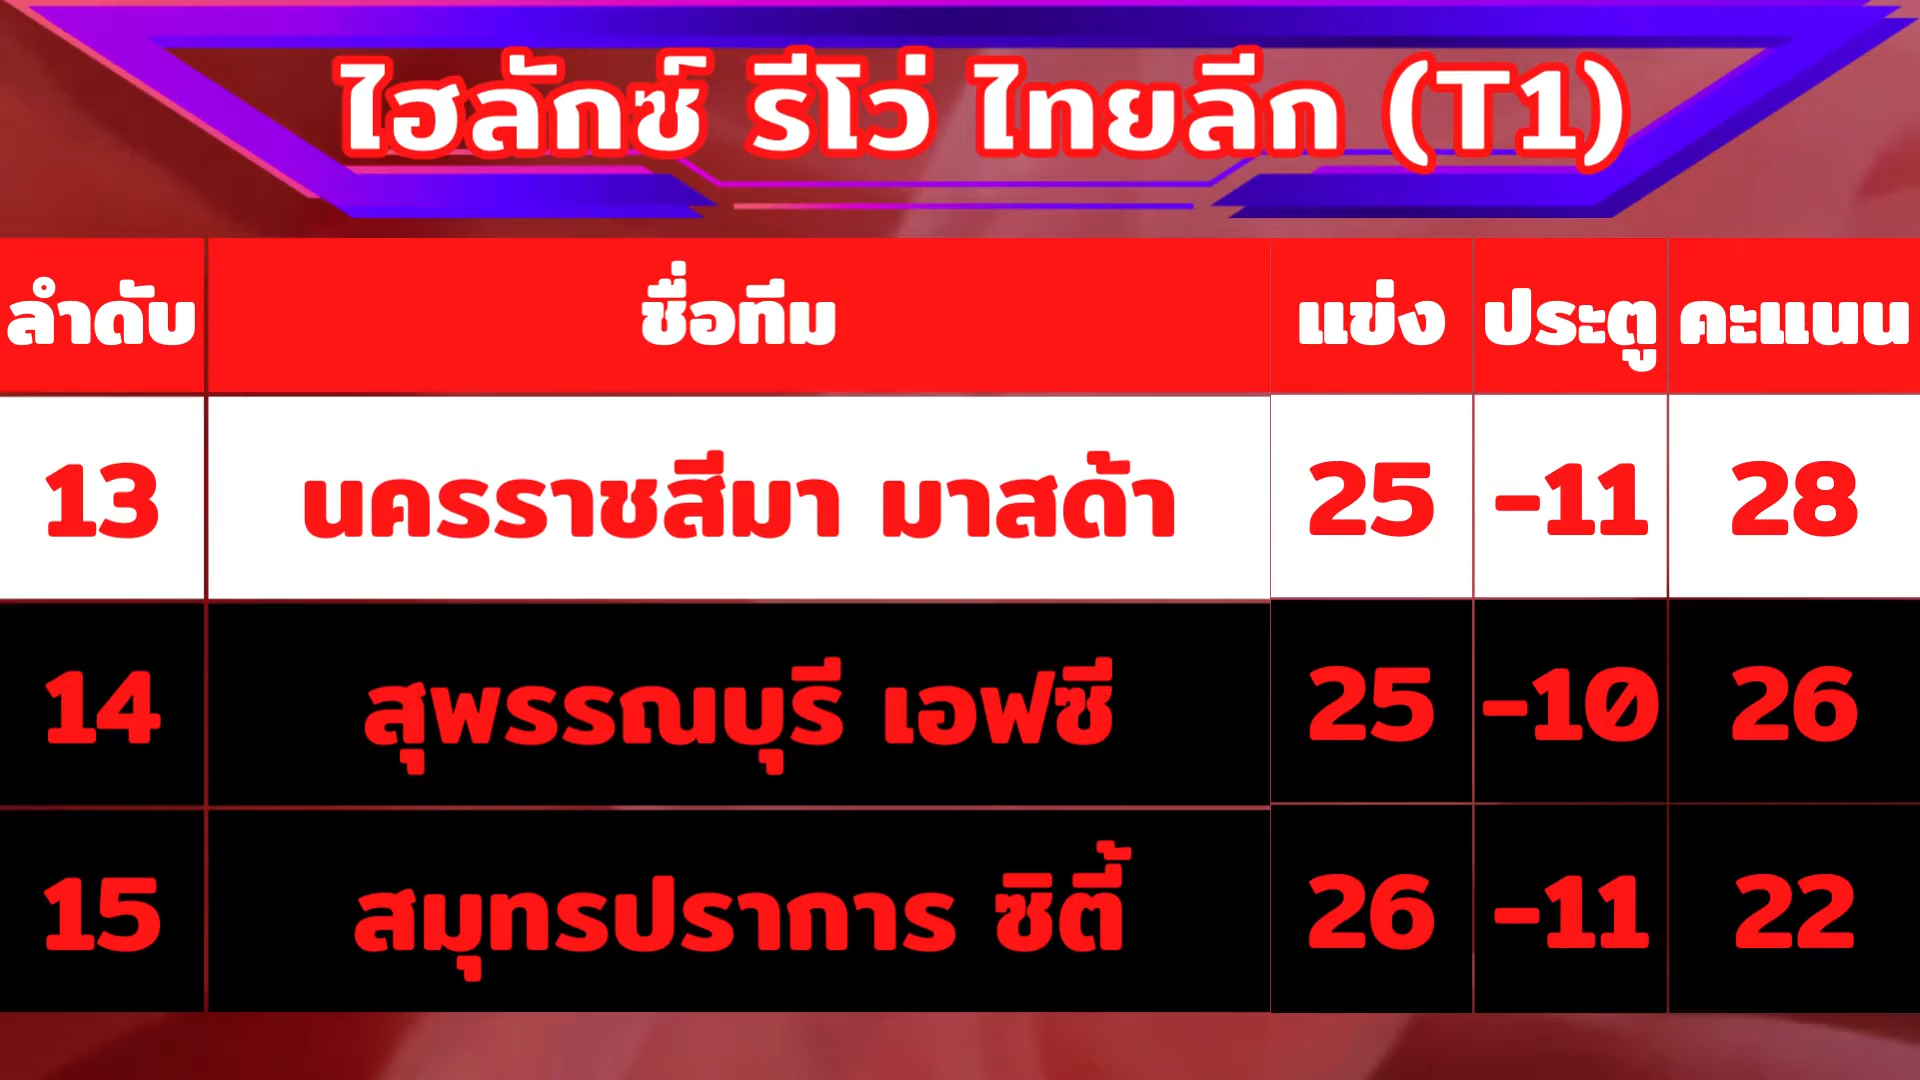 ไฮลักซ์ รีโว่ ไทยลีก (T1)
ลำดับ ชื่อทีม แข่ง ประตู คะแนน
13 นครราชสีมา มาสด้า 25 -11 28
14 สุพรรณบุรี เอฟซี 25 -10 26
15 สมุทรปราการ ซิตี้ 26 -11 22